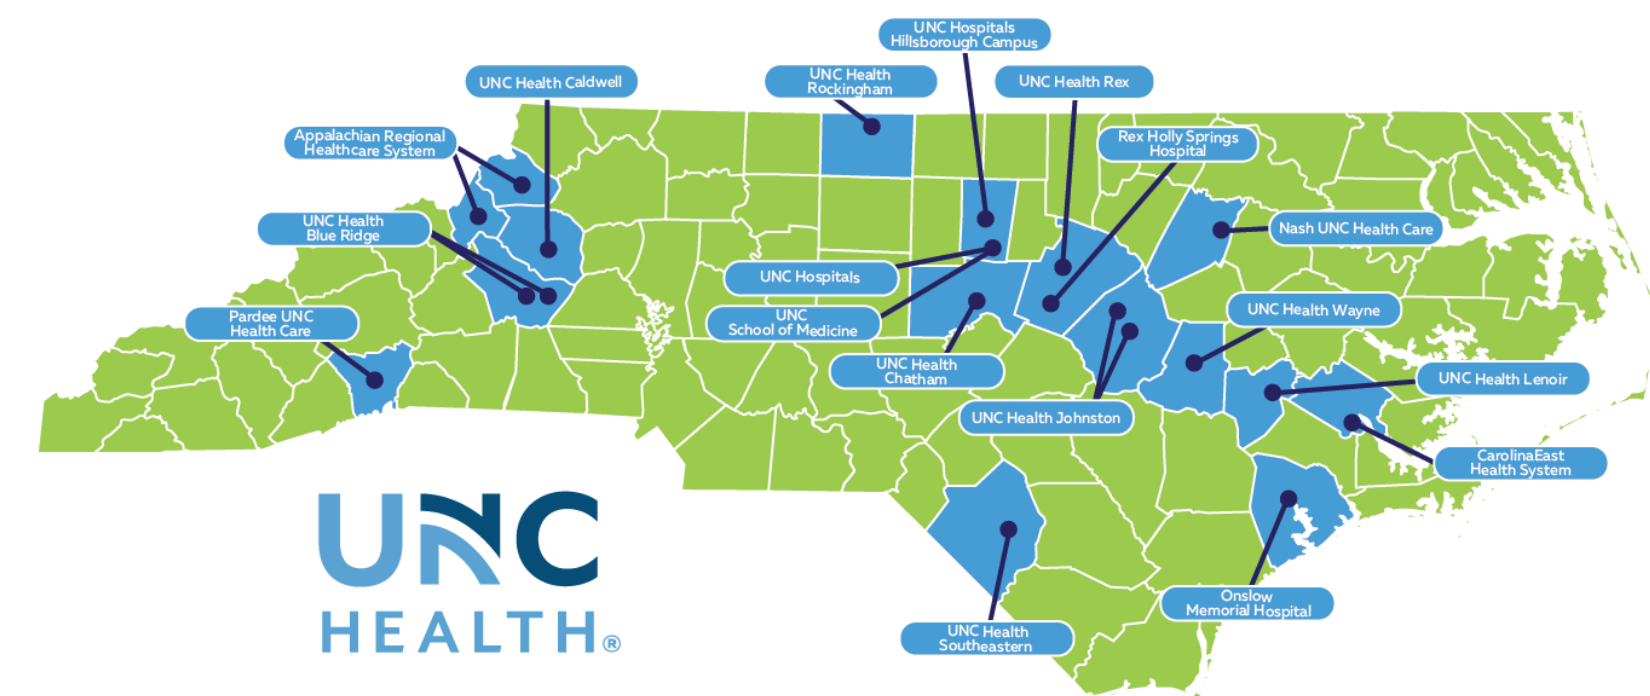 UNC Hospitals
Hillsborough Campus
UNC Health Caldwell
UNC Health
Rockingham
UNC Health Rex
Appalachian Regional
Healthcare System
Rex Holly Springs
Hospital
UNC Health
Blue Ridge
Nash UNC Health Care
UNC Hospitals
Pardee UNC
Health Care
UNC
School of Medicine
UNC Health Wayne
UNC Health
Chatham
UNC Health Lenoir
UNC Health Johnston
CarolinaEast
Health System
UNC
HEALTH®
Onslow
Memorial Hospital
UNC Health
Southeastern